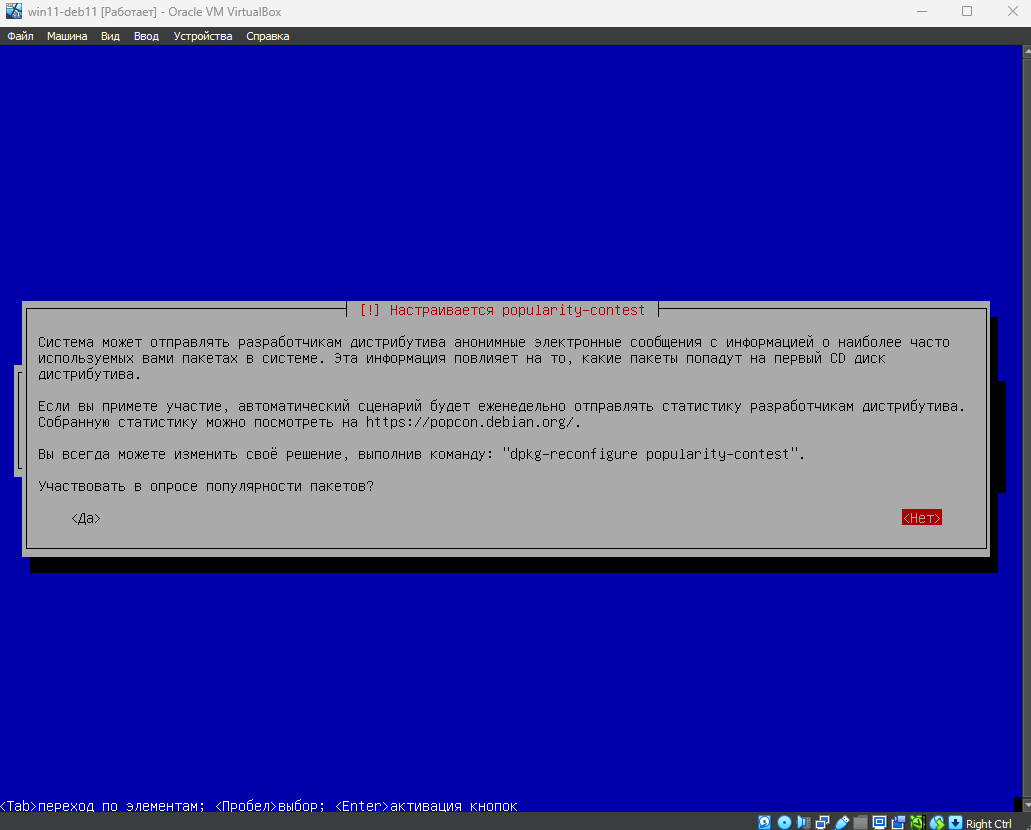 win11-deb11 [Работает] - Oracle VM VirtualBox
Файл Машина Вид Ввод Устройства Справка
[!] Настраивается popularity-contest
Система может отправлять разработчикам дистрибутива анонимные электронные сообщения с информацией о наиболее часто
используемых вами пакетах в системе. Эта информация повлияет на то, какие пакеты попадут на первый CD диск
дистрибутива.
Если вы примете участие, автоматический сценарий будет еженедельно отправлять статистику разработчикам дистрибутива.
Собранную статистику можно посмотреть на https://popcon.debian.org/.
Вы всегда можете изменить своё решение, выполнив команду: "dpkg-reconfigure popularity-contest".
Участвовать в опросе популярности пакетов?
<Да> <Нет>
<Tab>переход по элементам; <Пробел>выбор; <Enter>активация кнопок
Right Ctrl